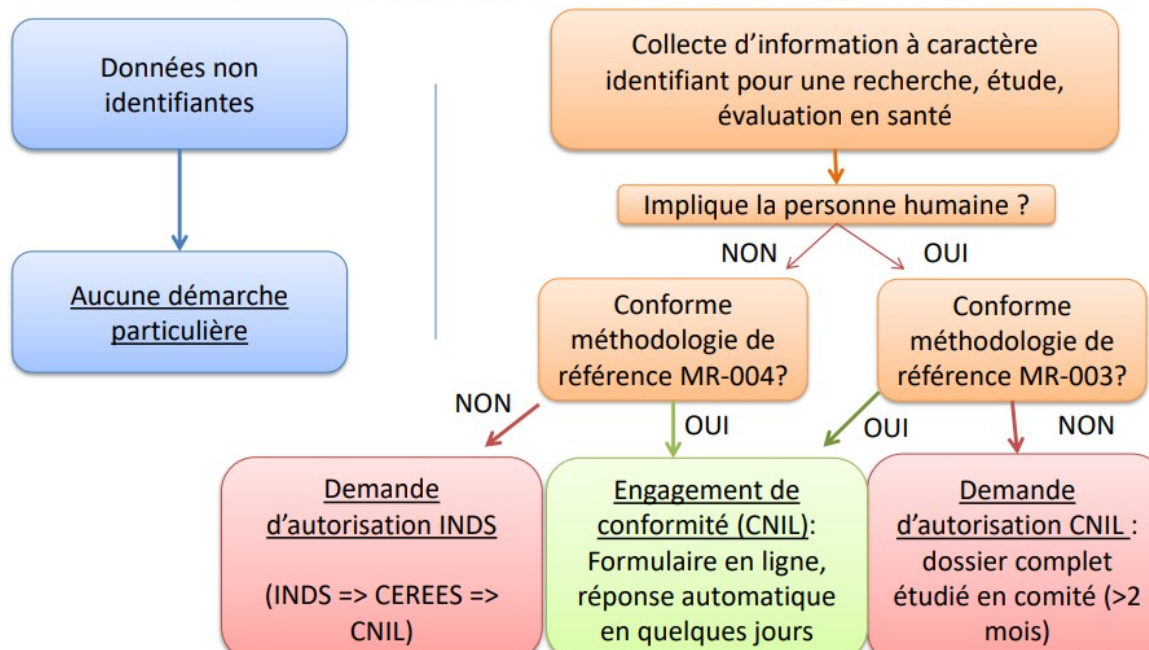 Données non
identifiantes
Aucune démarche
particulière
Collecte d'information à caractère
identifiant pour une recherche, étude,
évaluation en santé
Implique la personne humaine ?
NON
OUI
Conforme
méthodologie de
référence MR-004?
Conforme
méthodologie de
référence MR-003?
NON
OUI
OUI
NON
Demande
d'autorisation INDS
(INDS => CEREES =>
CNIL)
Engagement de
conformité (CNIL):
Formulaire en ligne,
réponse automatique
en quelques jours
Demande
d'autorisation CNIL :
dossier complet
étudié en comité (>2
mois)